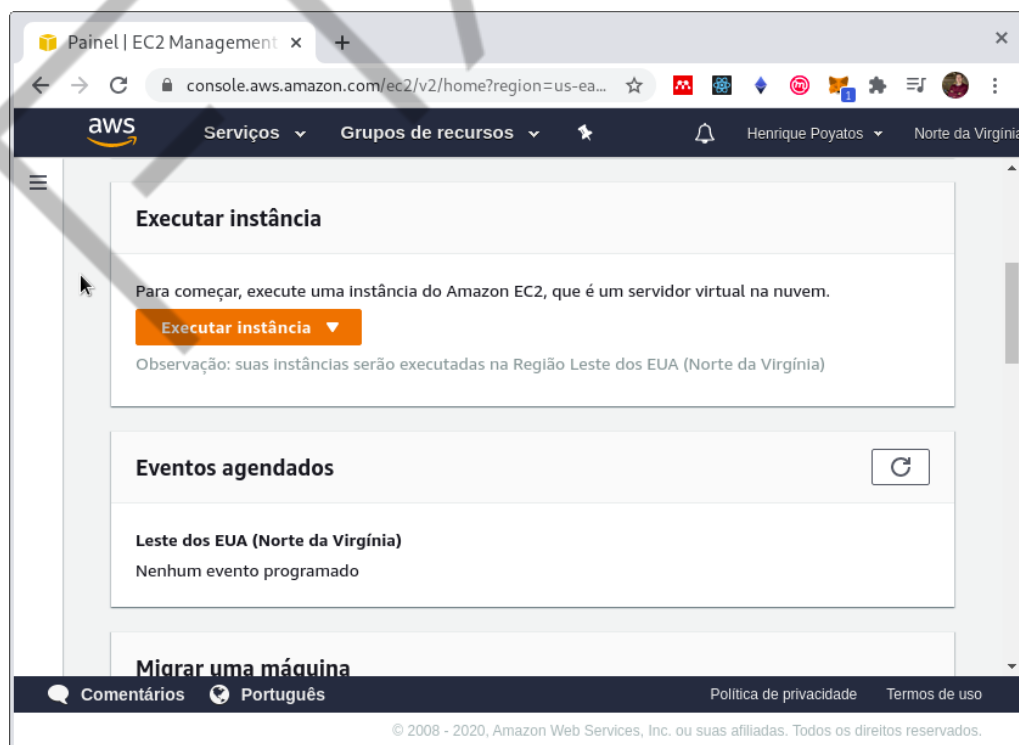 Painel | EC2 Management
console.aws.amazon.com/ec2/v2/home?region=us-ea...
1
aws Serviços Grupos de recursos Henrique Poyatos Norte da Virgínia
Executar instância
Para começar, execute uma instância do Amazon EC2, que é um servidor virtual na nuvem.
Executar instância
Observação: suas instâncias serão executadas na Região Leste dos EUA (Norte da Virgínia)
Eventos agendados
Leste dos EUA (Norte da Virgínia)
Nenhum evento programado
Migrar uma máquina
Comentários Português Política de privacidade Termos de uso
© 2008 - 2020, Amazon Web Services, Inc. ou suas afiliadas. Todos os direitos reservados.